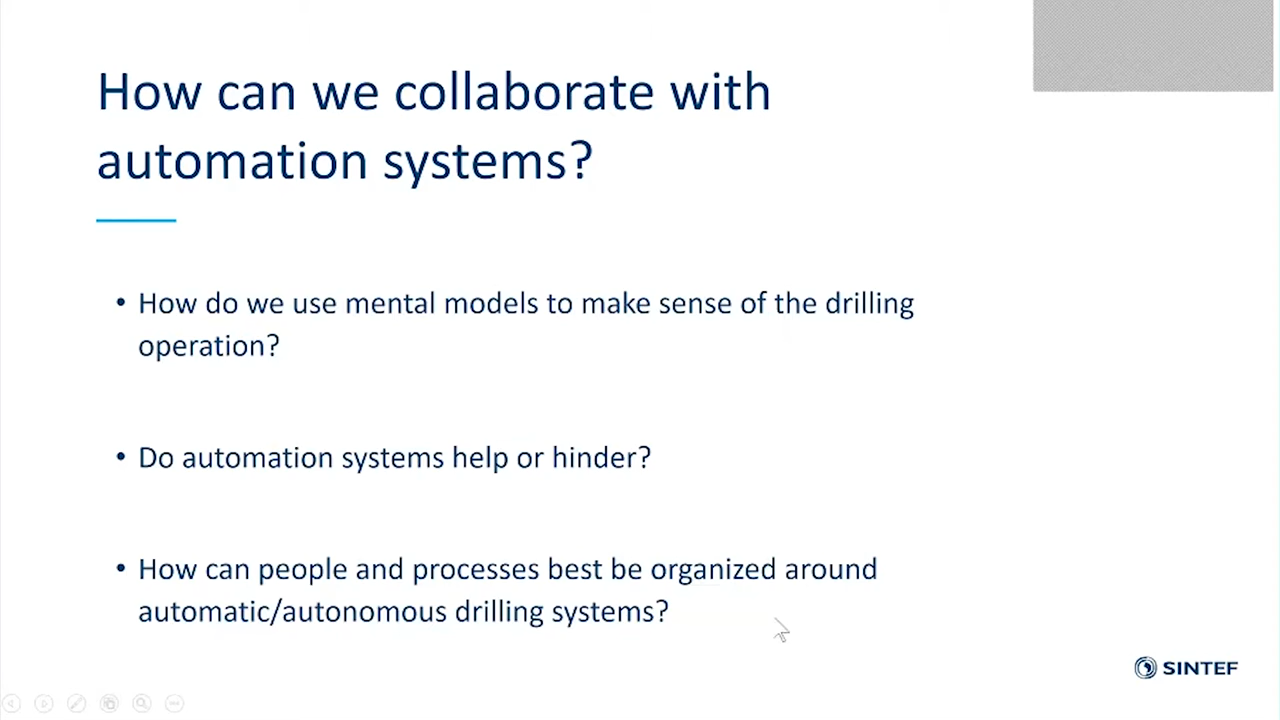 How can we collaborate with
automation systems?
• How do we use mental models to make sense of the drilling
operation?
• Do automation systems help or hinder?
• How can people and processes best be organized around
automatic/autonomous drilling systems?
SINTEF